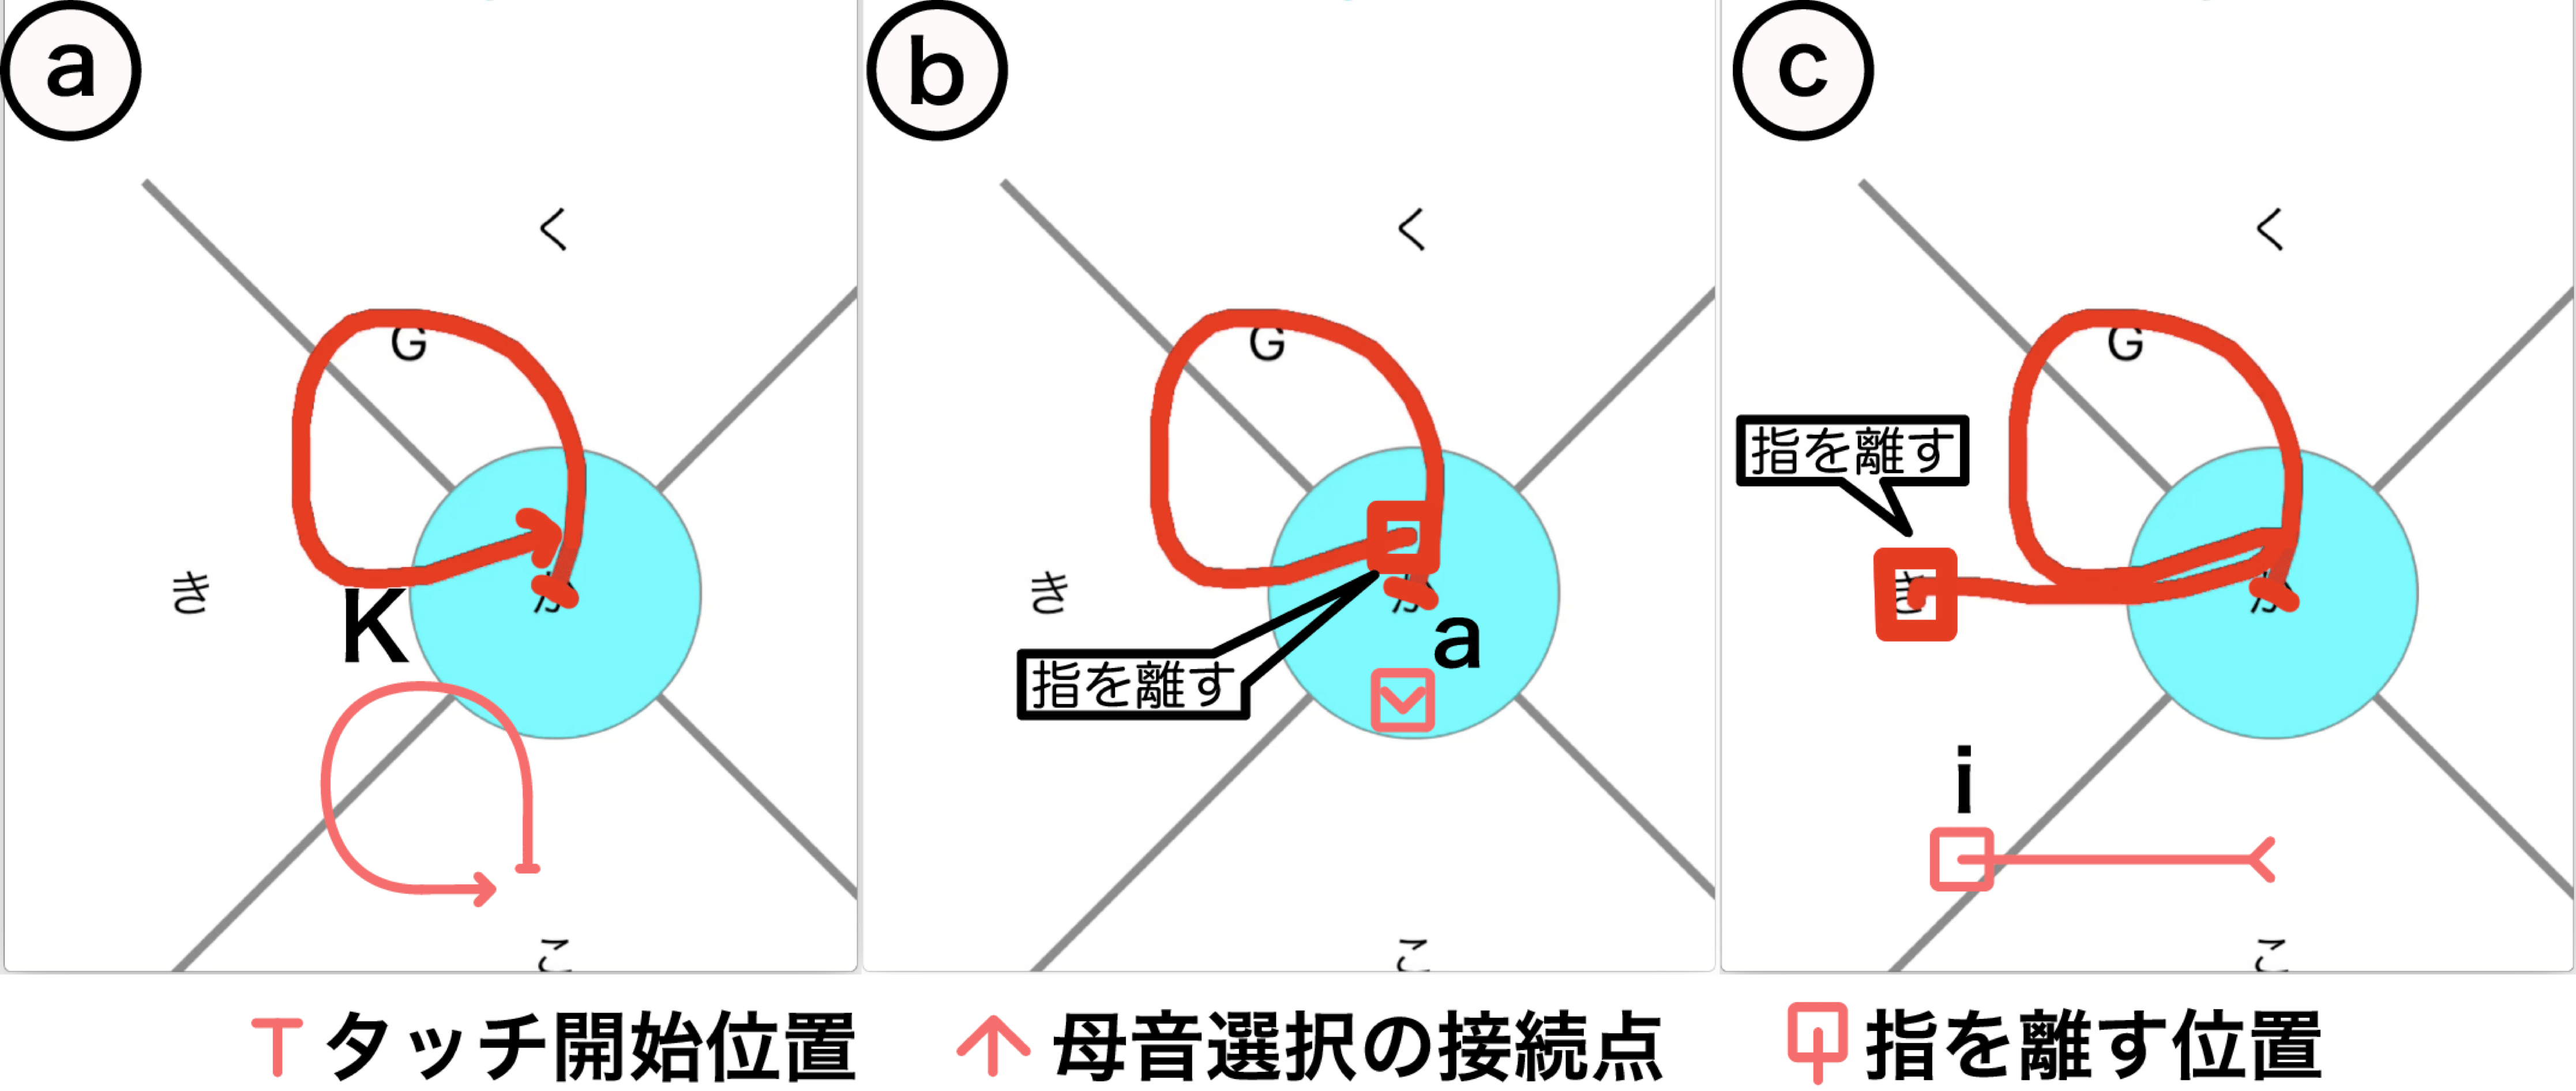 a
く
G
き
か
K
こ
b
く
G
き
か
a
指を離す
こ
c
く
G
指を離す
き
か
i
こ
タッチ開始位置
母音選択の接続点
指を離す位置